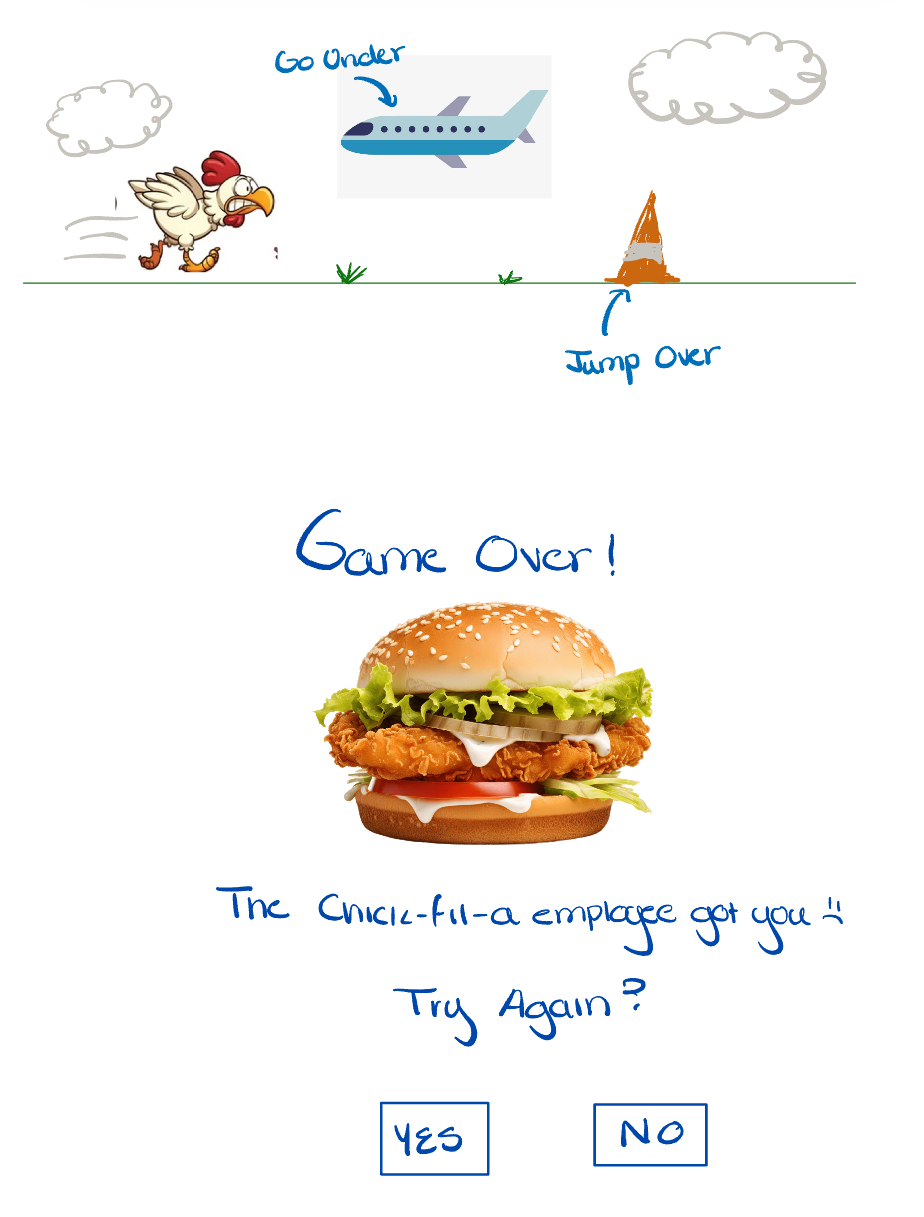 Go Under
Jump Over
Game Over!
The Chick-fil-a employee got you :(
Try Again?
YES
NO